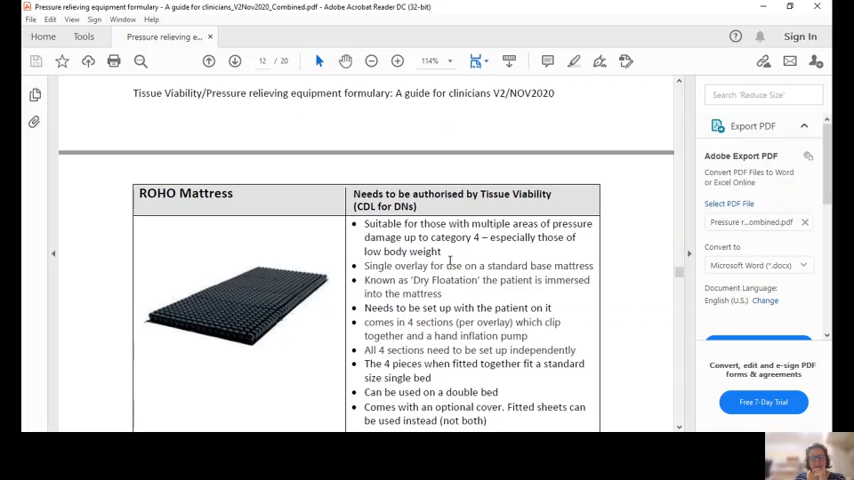 Pressure relieving equipment formulary - A guide for clinicians_V2Nov2020_Combined.pdf - Adobe Acrobat Reader DC (32-bit)
File Edit View Sign Window Help
Home Tools Pressure relieving e... × Sign In
12 / 20 114%
Tissue Viability/Pressure relieving equipment formulary: A guide for clinicians V2/NOV2020
ROHO Mattress
Needs to be authorised by Tissue Viability
(CDL for DNs)
• Suitable for those with multiple areas of pressure
damage up to category 4 – especially those of
low body weight
• Single overlay for use on a standard base mattress
• Known as 'Dry Floatation' the patient is immersed
into the mattress
• Needs to be set up with the patient on it
• comes in 4 sections (per overlay) which clip
together and a hand inflation pump
• All 4 sections need to be set up independently
• The 4 pieces when fitted together fit a standard
size single bed
• Can be used on a double bed
• Comes with an optional cover. Fitted sheets can
be used instead (not both)
Search 'Reduce Size'
Export PDF
Adobe Export PDF
Convert PDF Files to Word
or Excel Online
Select PDF File
Pressure r...ombined.pdf ×
Convert to
Microsoft Word (*.docx)
Document Language:
English (U.S.) Change
Convert, edit and e-sign PDF
forms & agreements
Free 7-Day Trial